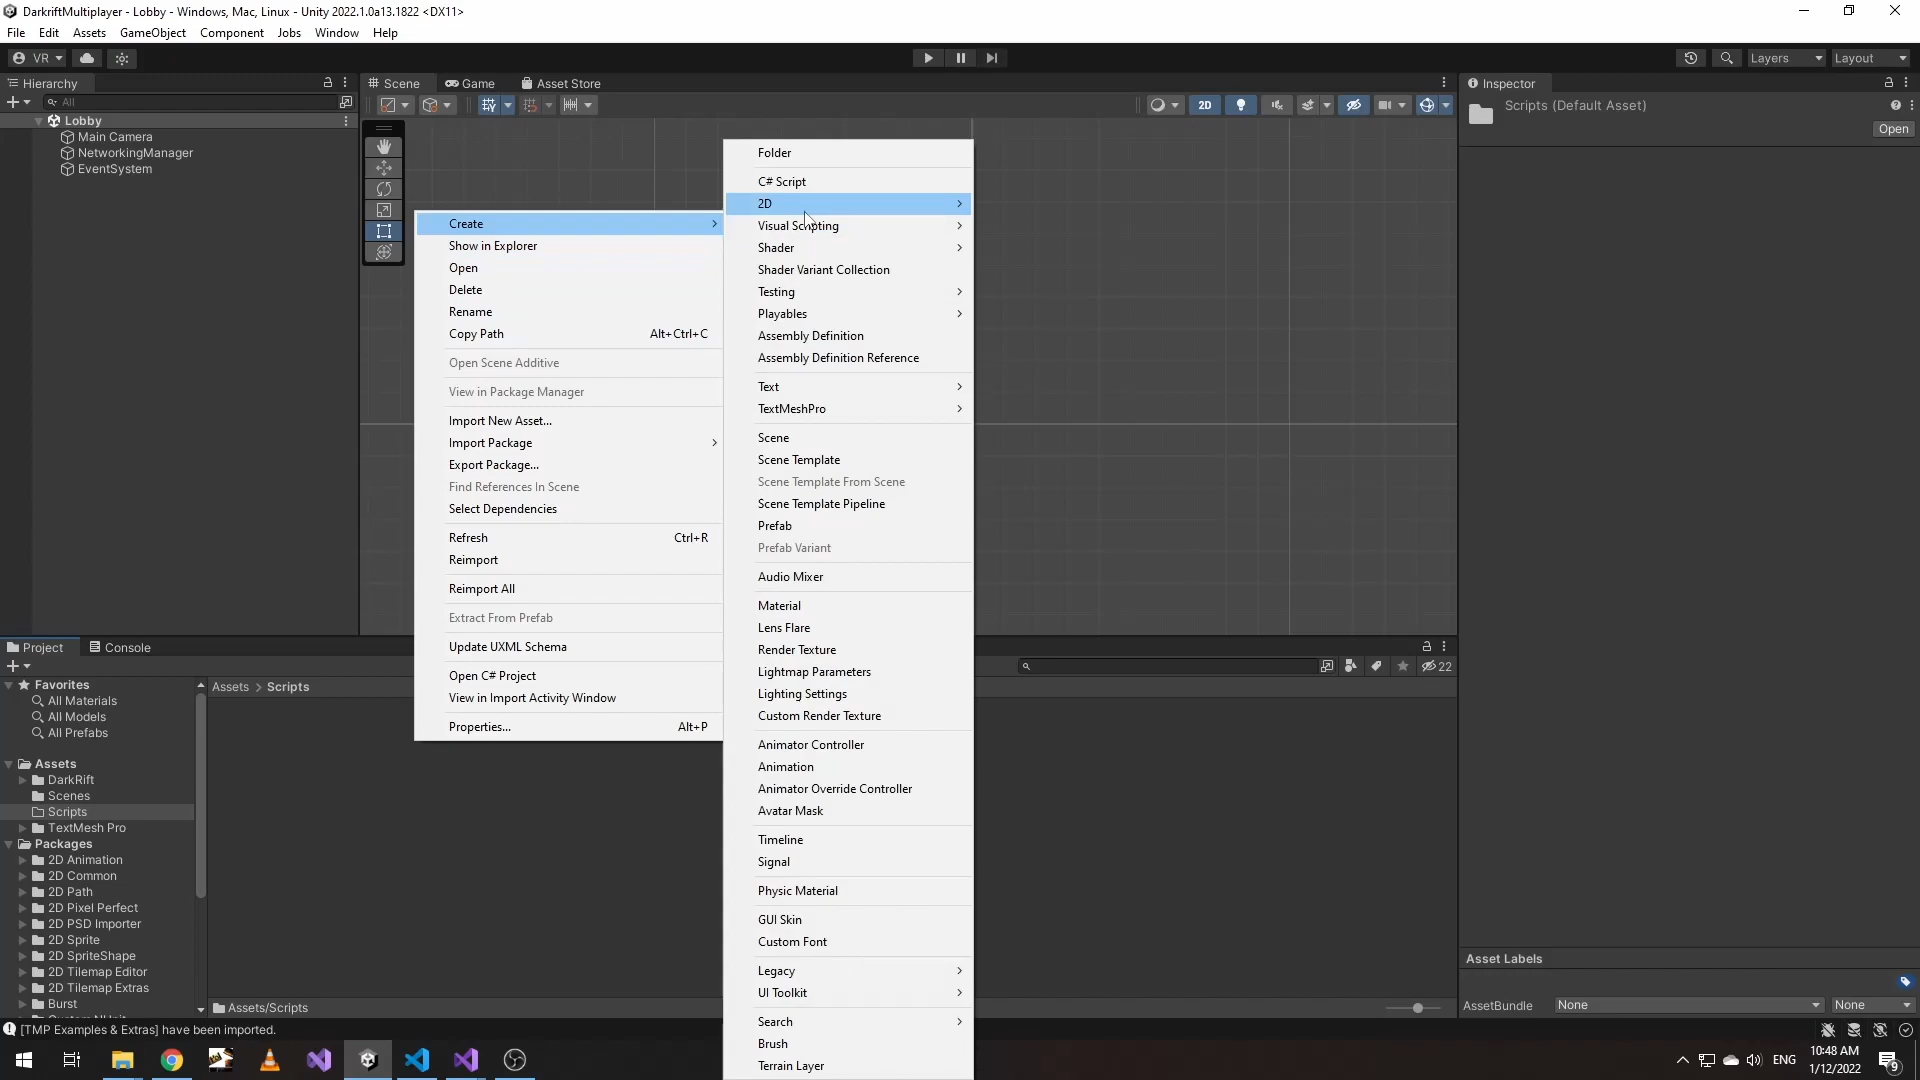 DarkriftMultiplayer - Lobby - Windows, Mac, Linux - Unity 2022.1.0a13.1822 <DX11>
File Edit Assets GameObject Component Jobs Window Help
VR Layers Layout
Hierarchy
All
Lobby
Main Camera
NetworkingManager
EventSystem
Scene Game Asset Store
2D
Create
Show in Explorer
Open
Delete
Rename
Copy Path Alt+Ctrl+C
Open Scene Additive
View in Package Manager
Import New Asset...
Import Package
Export Package...
Find References In Scene
Select Dependencies
Refresh Ctrl+R
Reimport
Reimport All
Extract From Prefab
Update UXML Schema
Open C# Project
View in Import Activity Window
Properties... Alt+P
Folder
C# Script
2D
Visual Scripting
Shader
Shader Variant Collection
Testing
Playables
Assembly Definition
Assembly Definition Reference
Text
TextMeshPro
Scene
Scene Template
Scene Template From Scene
Scene Template Pipeline
Prefab
Prefab Variant
Audio Mixer
Material
Lens Flare
Render Texture
Lightmap Parameters
Lighting Settings
Custom Render Texture
Animator Controller
Animation
Animator Override Controller
Avatar Mask
Timeline
Signal
Physic Material
GUI Skin
Custom Font
Legacy
UI Toolkit
Search
Brush
Terrain Layer
Inspector
Scripts (Default Asset)
Open
Asset Labels
AssetBundle None None
Project Console
22
Favorites
All Materials
All Models
All Prefabs
Assets
DarkRift
Scenes
Scripts
TextMesh Pro
Packages
2D Animation
2D Common
2D Path
2D Pixel Perfect
2D PSD Importer
2D Sprite
2D SpriteShape
2D Tilemap Editor
2D Tilemap Extras
Burst
Assets > Scripts
Assets/Scripts
[TMP Examples & Extras] have been imported.
ENG
10:48 AM
1/12/2022
9